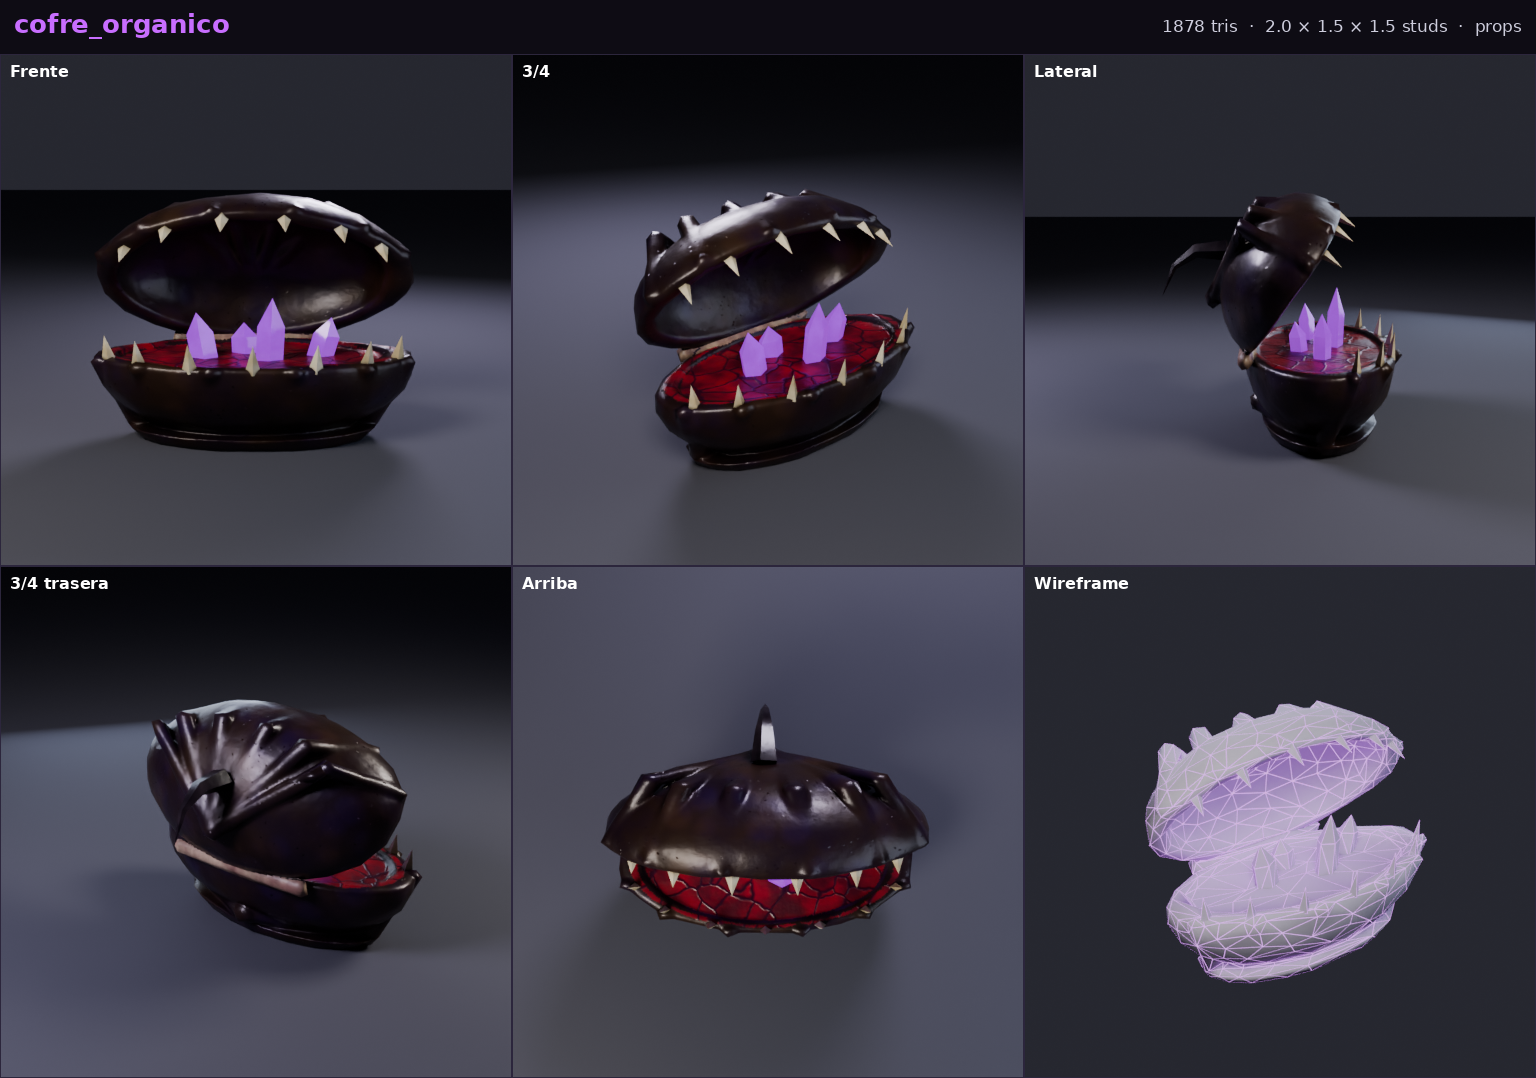 cofre_organico
1878 tris · 2.0 × 1.5 × 1.5 studs · props
Frente
3/4
Lateral
3/4 trasera
Arriba
Wireframe